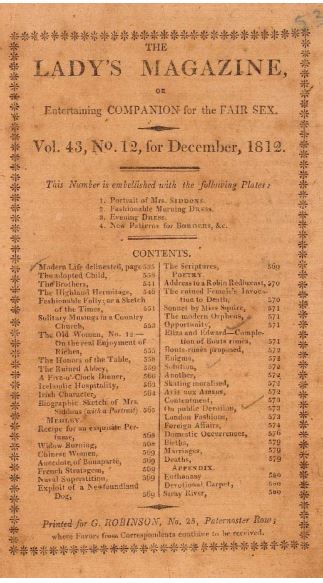 THE
LADY'S MAGAZINE,
OR
Entertaining COMPANION for the FAIR SEX.
Vol. 43, No. 12, for December, 1812.
This Number is embellished with the following Plates:
1. Portrait of Mrs. SIDDONS.
2. Fashionable Morning DRESS.
3. Evening DRESS.
4. New Patterns for BORDERS, &c.
CONTENTS.
Modern Life delineated, page 535
The adopted Child,
The Brothers, 541
The Highland Hermitage,
Fashionable Folly; or a Sketch
of the Times, 551
Solitary Musings in a Country
Church, 553
The Old Woman, No. 12—
On the real Enjoyment of
Riches, 555
The Honors of the Table, 558
The Ruined Abbey, 559
A Five o' Clock Dinner,
Icelandic Hospitality, 563
Irish Character, 564
Biographic Sketch of Mrs.
Siddons (with a Portrait) 565
MEDLEY.
Recipe for an exquisite Per-
fume, 568
Widow Burning, 568
Chinese Women, 569
Anecdote, of Bonaparte, 569
French Stratagem, 569
Naval Superstition, 569
Exploit of a Newfoundland
Dog, 569
The Scriptures, 569
POETRY.
Address to a Robin Redbreast, 570
The ruined Female's Invoca-
tion to Death, 570
Sonnet by Miss Squire, 571
The modern Orpheus, 571
Opportunity, 571
Eliza and Edward—Comple-
tion of Bouts rimés, 571
Bouts-rimés proposed, 572
Enigma, 572
Solution, 572
Another, 572
Skating moralised, 572
Avis aux Amans, 572
Contentment,
On public Devotion, 573
London Fashions, 573
Foreign Affairs, 574
Domestic Occurrences, 576
Births, 579
Marriages, 579
Deaths, 579
APPENDIX.
Euthanasy 580
Devotional Carpet, 580
Stray River, 580
Printed for G. ROBINSON, No. 25, Paternoster Row;
where Favors from Correspondents continue to be received.